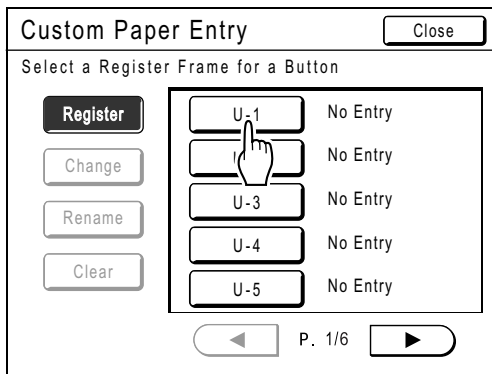 Custom Paper Entry
Close
Select a Register Frame for a Button
Register
U-1
No Entry
Change
No Entry
Rename
U-3
No Entry
U-4
No Entry
Clear
U-5
No Entry
P. 1/6